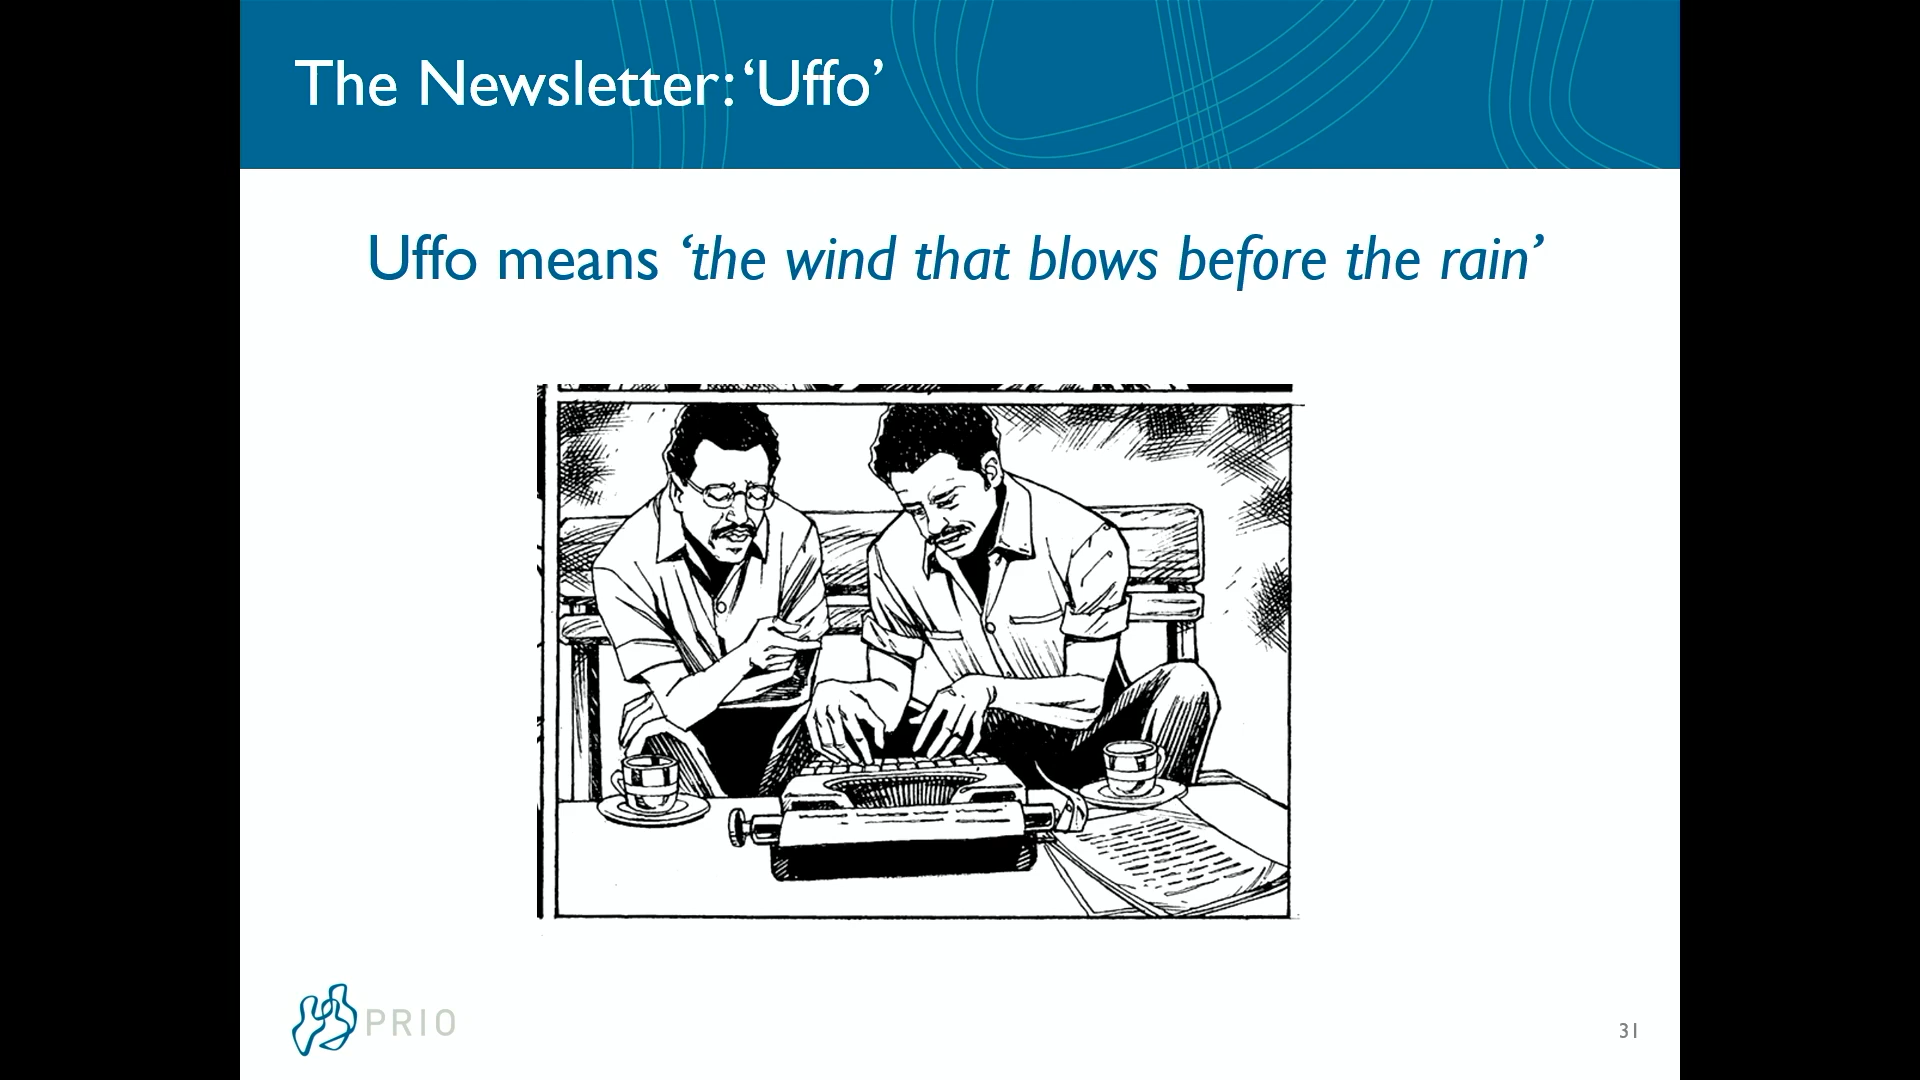 The Newsletter: ‘Uffo’
Uffo means ‘the wind that blows before the rain’
PRIO
31